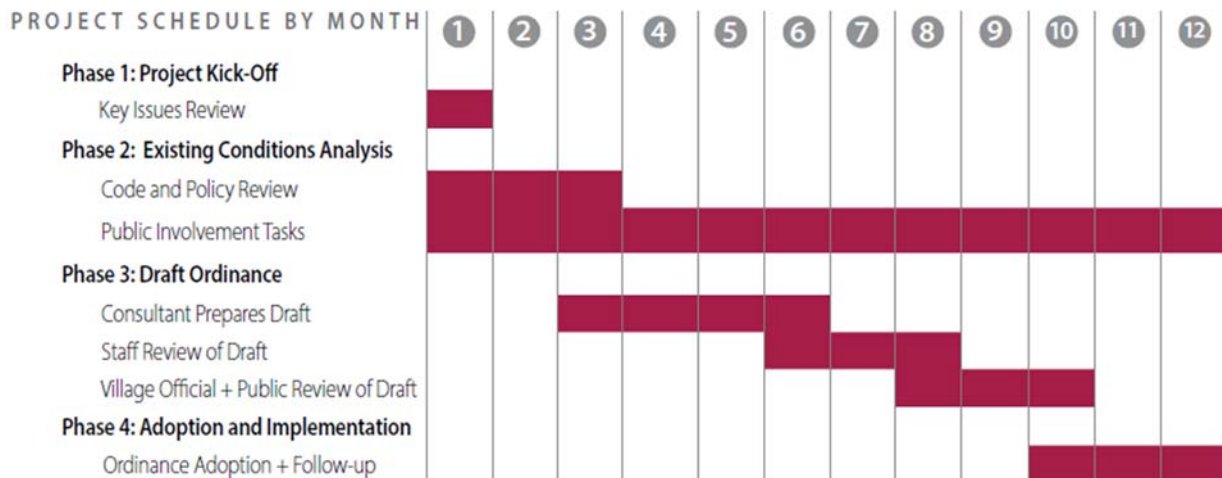 PROJECT SCHEDULE BY MONTH 1 2 3 4 5 6 7 8 9 10 11 12
Phase 1: Project Kick-Off
Key Issues Review
Phase 2: Existing Conditions Analysis
Code and Policy Review
Public Involvement Tasks
Phase 3: Draft Ordinance
Consultant Prepares Draft
Staff Review of Draft
Village Official + Public Review of Draft
Phase 4: Adoption and Implementation
Ordinance Adoption + Follow-up